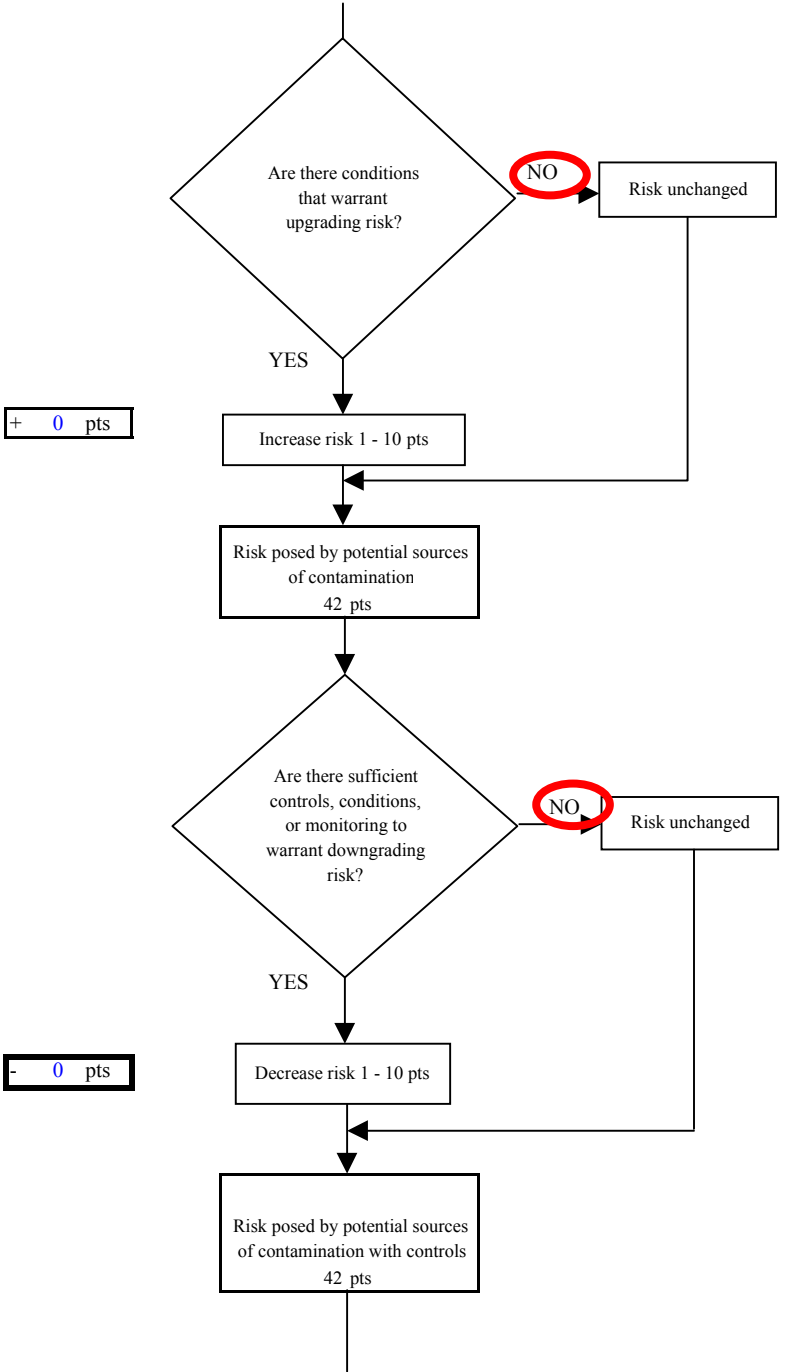 Are there conditions
that warrant
upgrading risk?
NO
Risk unchanged
YES
+ 0 pts
Increase risk 1 - 10 pts
Risk posed by potential sources
of contamination
42 pts
Are there sufficient
controls, conditions,
or monitoring to
warrant downgrading
risk?
NO
Risk unchanged
YES
- 0 pts
Decrease risk 1 - 10 pts
Risk posed by potential sources
of contamination with controls
42 pts